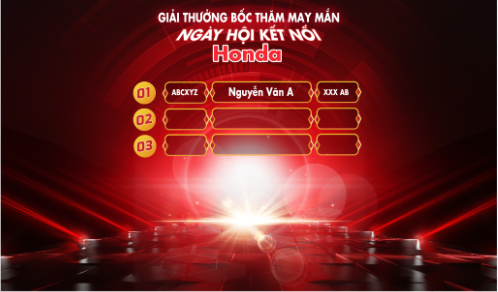 GIẢI THƯỞNG BỐC THĂM MAY MẮN
NGÀY HỘI KẾT NỐI
Honda
01 ABCXYZ Nguyễn Văn A XXX AB
02
03